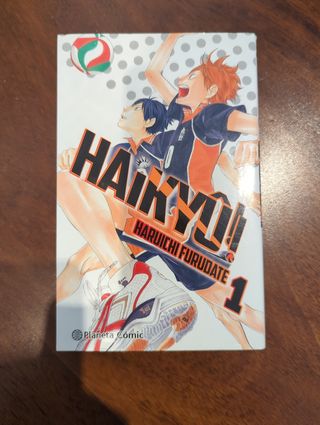 HAIKYU!!
HARUICHI FURUDATE
1
Planeta Cómic